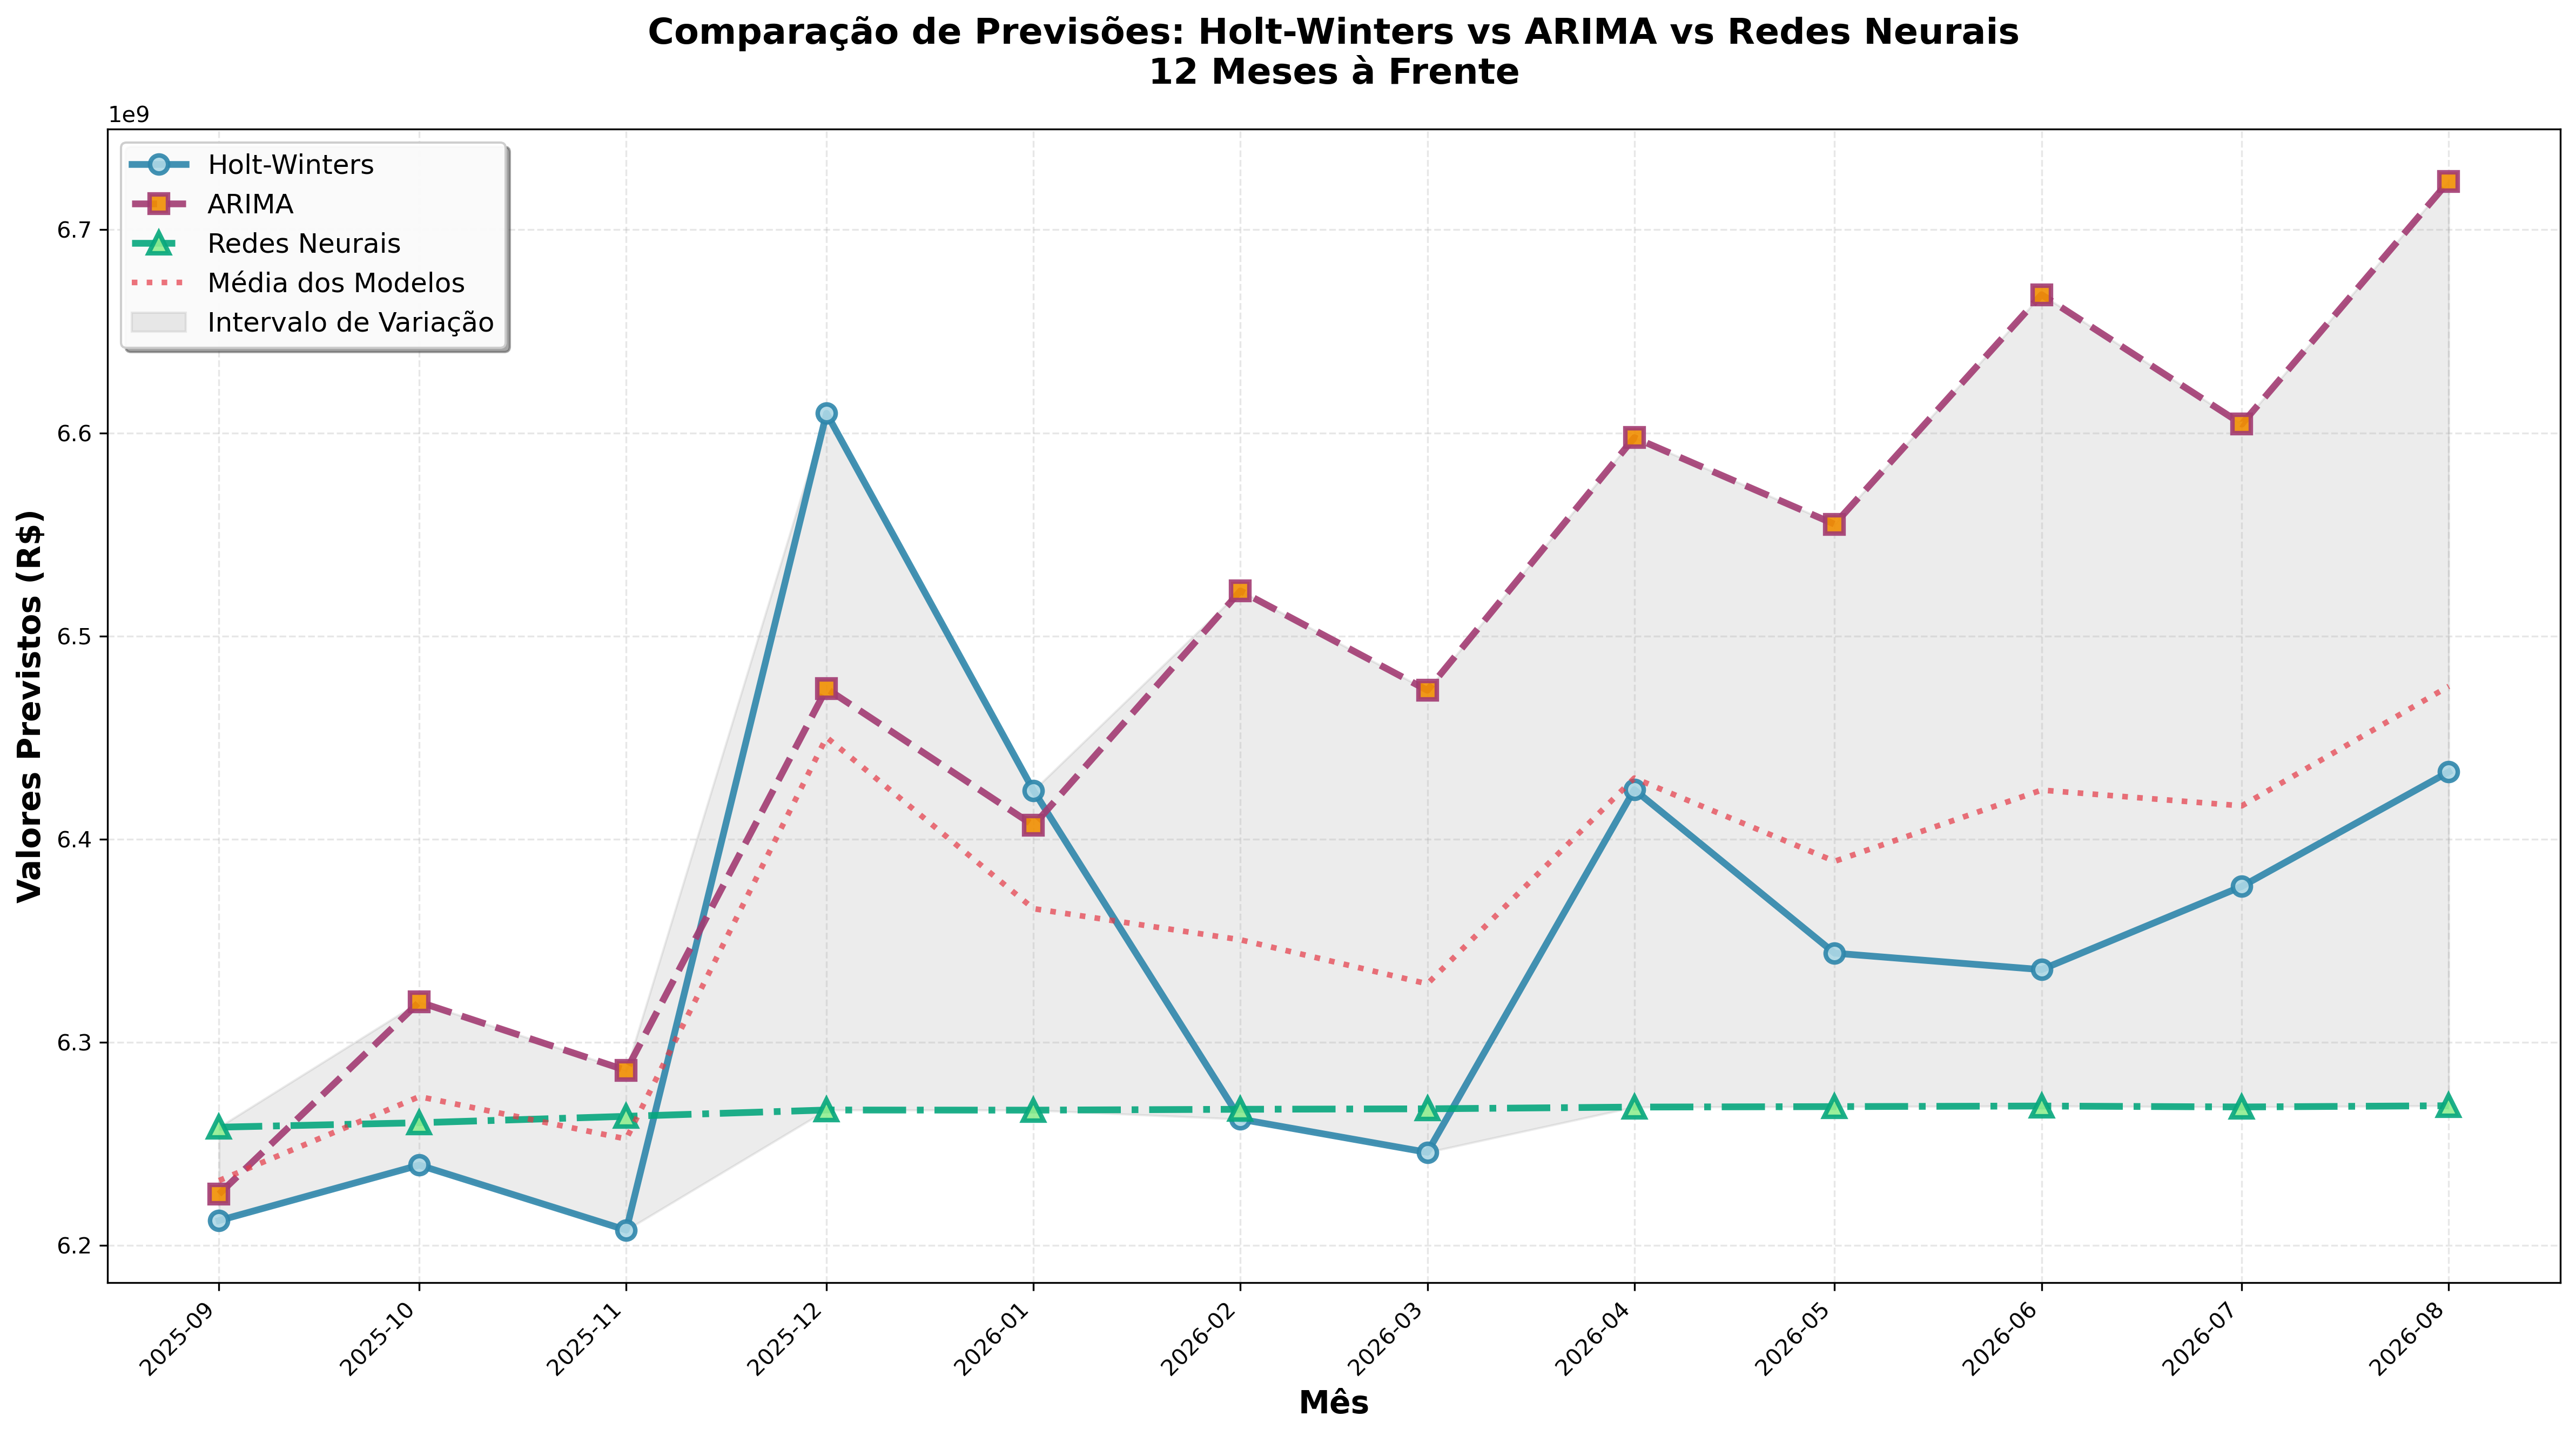 Comparação de Previsões: Holt-Winters vs ARIMA vs Redes Neurais
12 Meses à Frente
1e9
Holt-Winters
ARIMA
Redes Neurais
Média dos Modelos
Intervalo de Variação
6.7
6.6
6.5
6.4
6.3
6.2
Valores Previstos (R$)
2025-09
2025-10
2025-11
2025-12
2026-01
2026-02
2026-03
2026-04
2026-05
2026-06
2026-07
2026-08
Mês